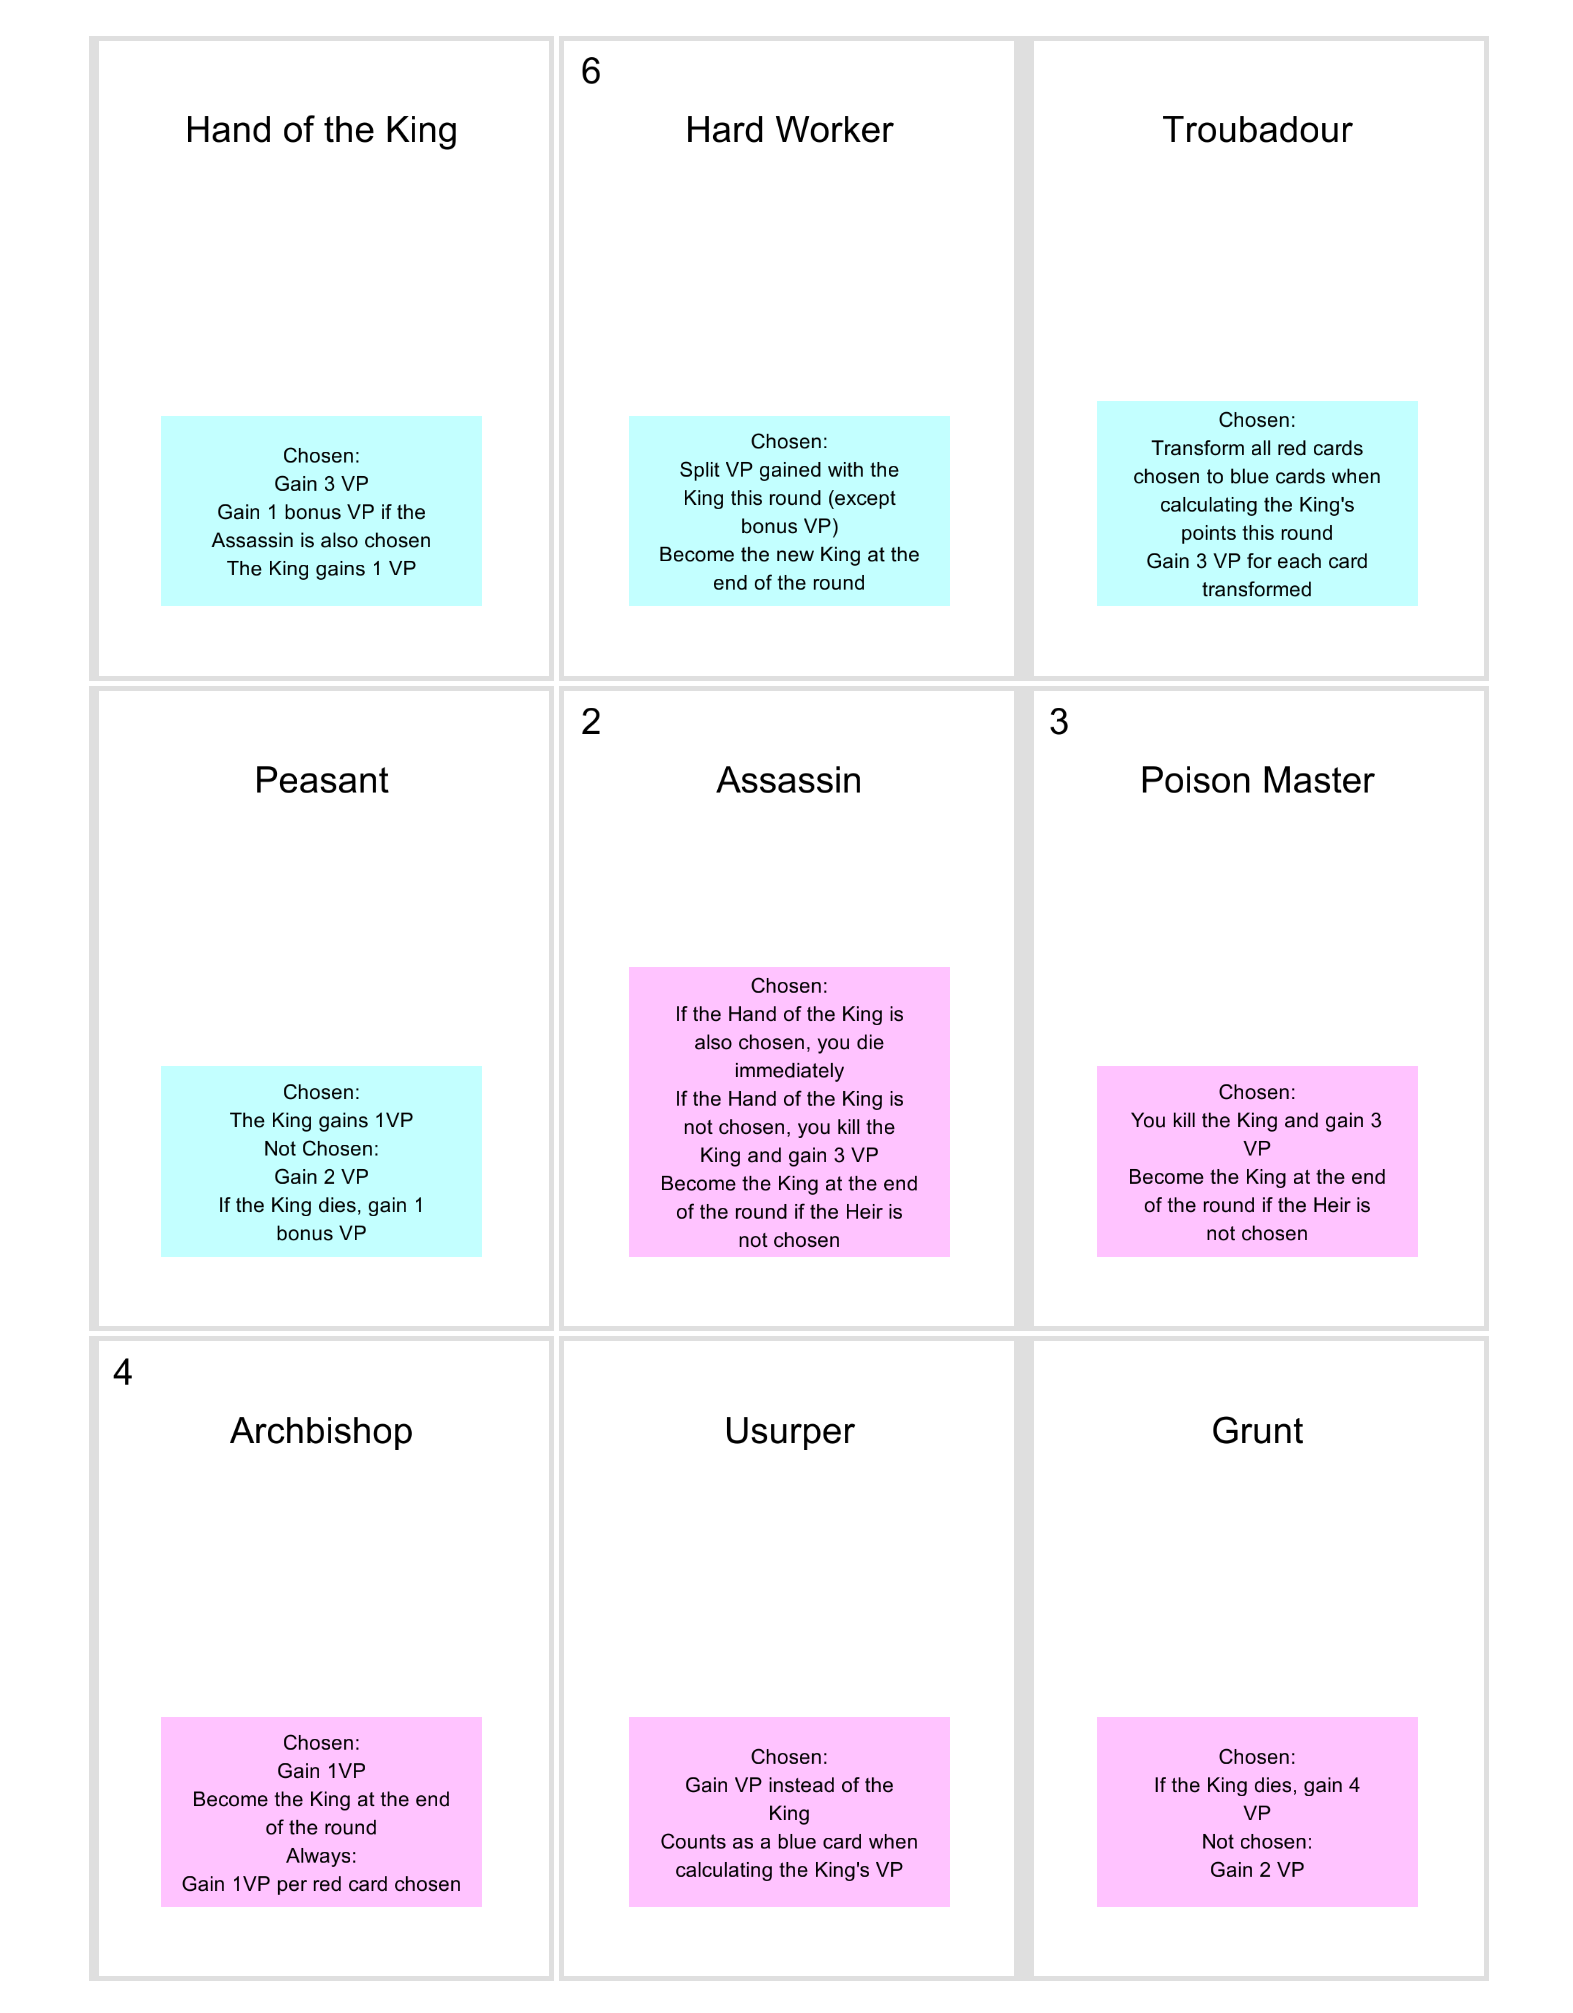 Hand of the King
Chosen:
Gain 3 VP
Gain 1 bonus VP if the
Assassin is also chosen
The King gains 1 VP
6
Hard Worker
Chosen:
Split VP gained with the
King this round (except
bonus VP)
Become the new King at the
end of the round
Troubadour
Chosen:
Transform all red cards
chosen to blue cards when
calculating the King's
points this round
Gain 3 VP for each card
transformed
Peasant
Chosen:
The King gains 1VP
Not Chosen:
Gain 2 VP
If the King dies, gain 1
bonus VP
2
Assassin
Chosen:
If the Hand of the King is
also chosen, you die
immediately
If the Hand of the King is
not chosen, you kill the
King and gain 3 VP
Become the King at the end
of the round if the Heir is
not chosen
3
Poison Master
Chosen:
You kill the King and gain 3
VP
Become the King at the end
of the round if the Heir is
not chosen
4
Archbishop
Chosen:
Gain 1VP
Become the King at the end
of the round
Always:
Gain 1VP per red card chosen
Usurper
Chosen:
Gain VP instead of the
King
Counts as a blue card when
calculating the King's VP
Grunt
Chosen:
If the King dies, gain 4
VP
Not chosen:
Gain 2 VP